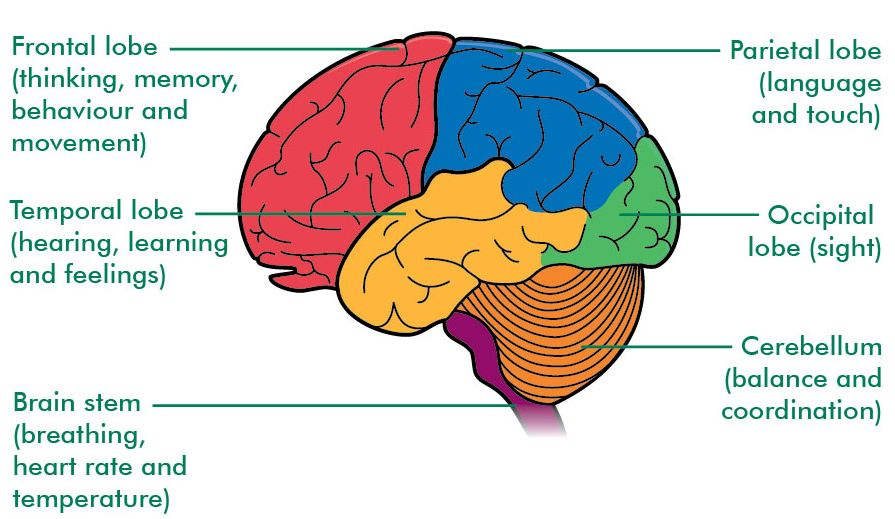 Frontal lobe
(thinking, memory,
behaviour and
movement)
Parietal lobe
(language
and touch)
Temporal lobe
(hearing, learning
and feelings)
Occipital
lobe (sight)
Cerebellum
(balance and
coordination)
Brain stem
(breathing,
heart rate and
temperature)